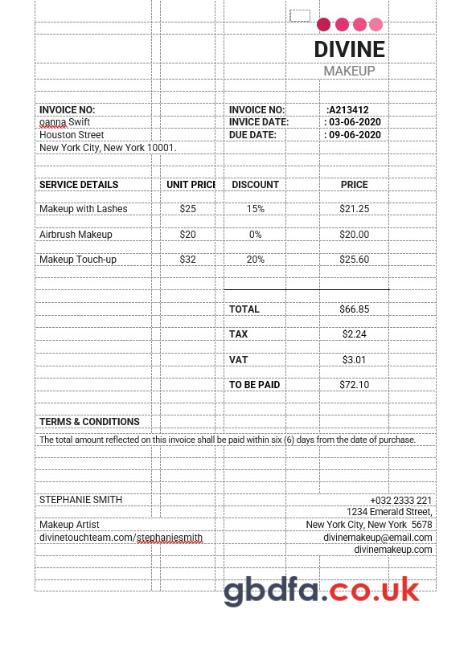 DIVINE
MAKEUP
INVOICE NO: INVOICE NO: :A213412
oanna Swift INVICE DATE: : 03-06-2020
Houston Street DUE DATE: : 09-06-2020
New York City, New York 10001.
SERVICE DETAILS UNIT PRICI DISCOUNT PRICE
Makeup with Lashes $25 15% $21.25
Airbrush Makeup $20 0% $20.00
Makeup Touch-up $32 20% $25.60
TOTAL $66.85
TAX $2.24
VAT $3.01
TO BE PAID $72.10
TERMS & CONDITIONS
The total amount reflected on this invoice shall be paid within six (6) days from the date of purchase.
STEPHANIE SMITH +032 2333 221
1234 Emerald Street,
Makeup Artist New York City, New York 5678
divinetouchteam.com/stephaniesmith divinemakeup@email.com
divinemakeup.com
gbdfa.co.uk